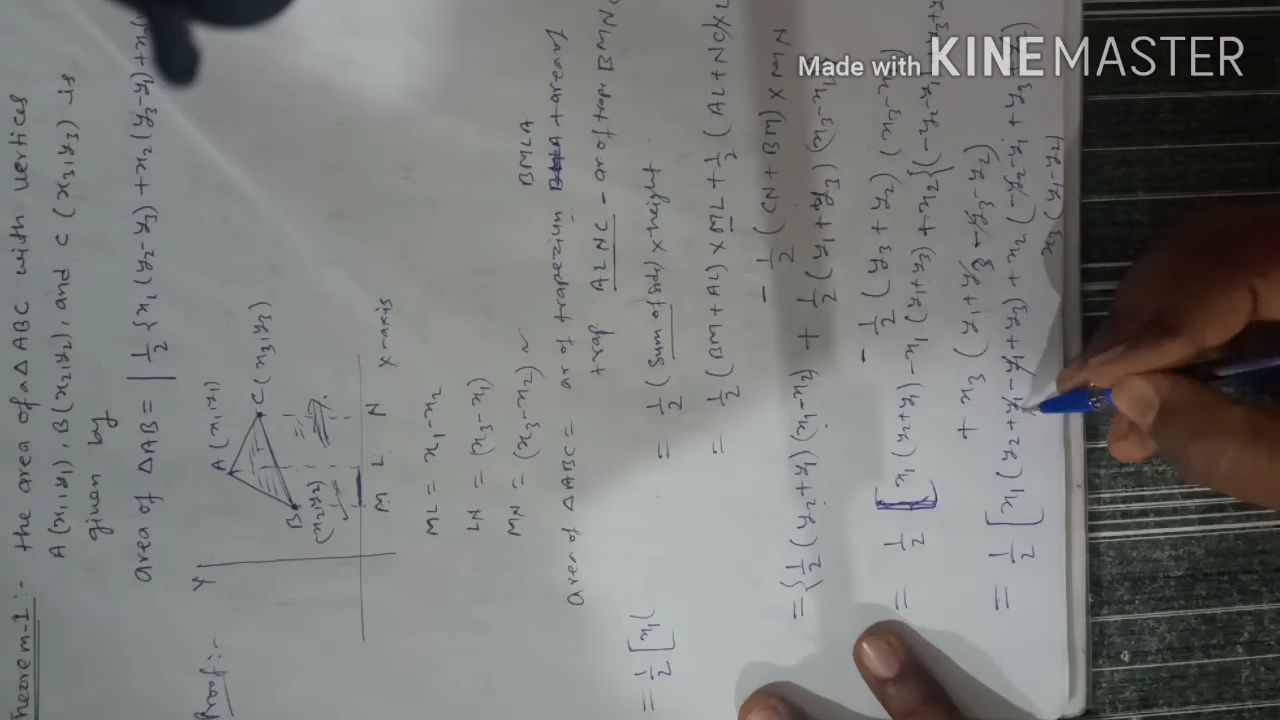 Theorem-1 :- the area of a △ABC with vertices
A(x₁,y₁), B(x₂,y₂), and C(x₃,y₃) is
given by
area of △AB = | 1/2 {x₁(y₂-y₃) + x₂(y₃-y₁) + x
Proof :-
Y
A(x₁,y₁)
C(x₃,y₃)
B
(x₂,y₂)
M L N X-axis
ML = x₁-x₂
LN = (x₃-x₁)
MN = (x₃-x₂)
BMLA
area of △ABC = ar of trapezium + area of
trap ALNC - ar of trap BMNC
= 1/2 (sum of sides) × height
= 1/2 [x₁(
= 1/2 (BM+AL) × ML + 1/2 (AL+NC) ×
- 1/2 (CN+BM) × MN
= {1/2 (y₂+y₁)(x₁-x₂) + 1/2 (y₁+y₃)(x₃-x₁)
- 1/2 (y₃+y₂)(x₃-x₂)
= 1/2 [x₁(y₂+y₁) - x₁(y₁+y₃) + x₂{(-y₂-y₁+y₃+
+ x₃(y₁+y₃-y₃-y₂)
= 1/2 [x₁(y₂+y₁-y₁+y₃) + x₂(-y₂-y₁+y₃+y₂)
x₃(y₁-y₂)
Made with KINEMASTER